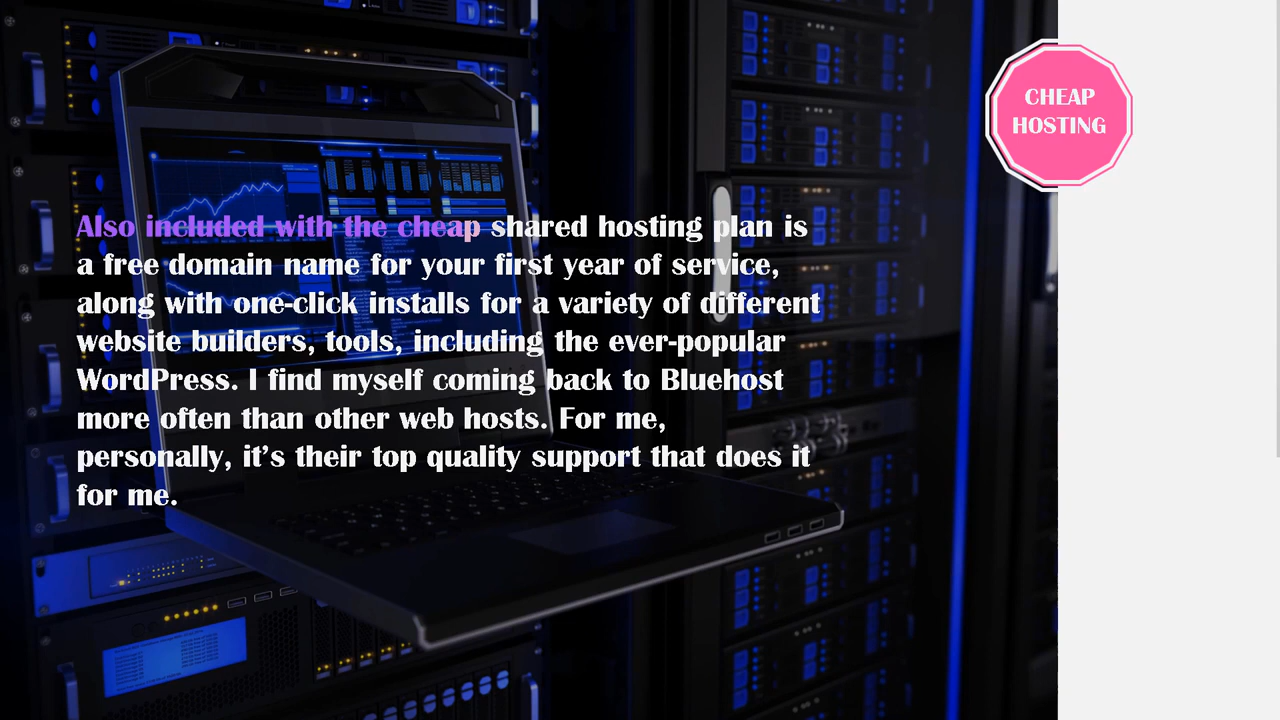 CHEAP
HOSTING
Also included with the cheap shared hosting plan is
a free domain name for your first year of service,
along with one-click installs for a variety of different
website builders, tools, including the ever-popular
WordPress. I find myself coming back to Bluehost
more often than other web hosts. For me,
personally, it’s their top quality support that does it
for me.